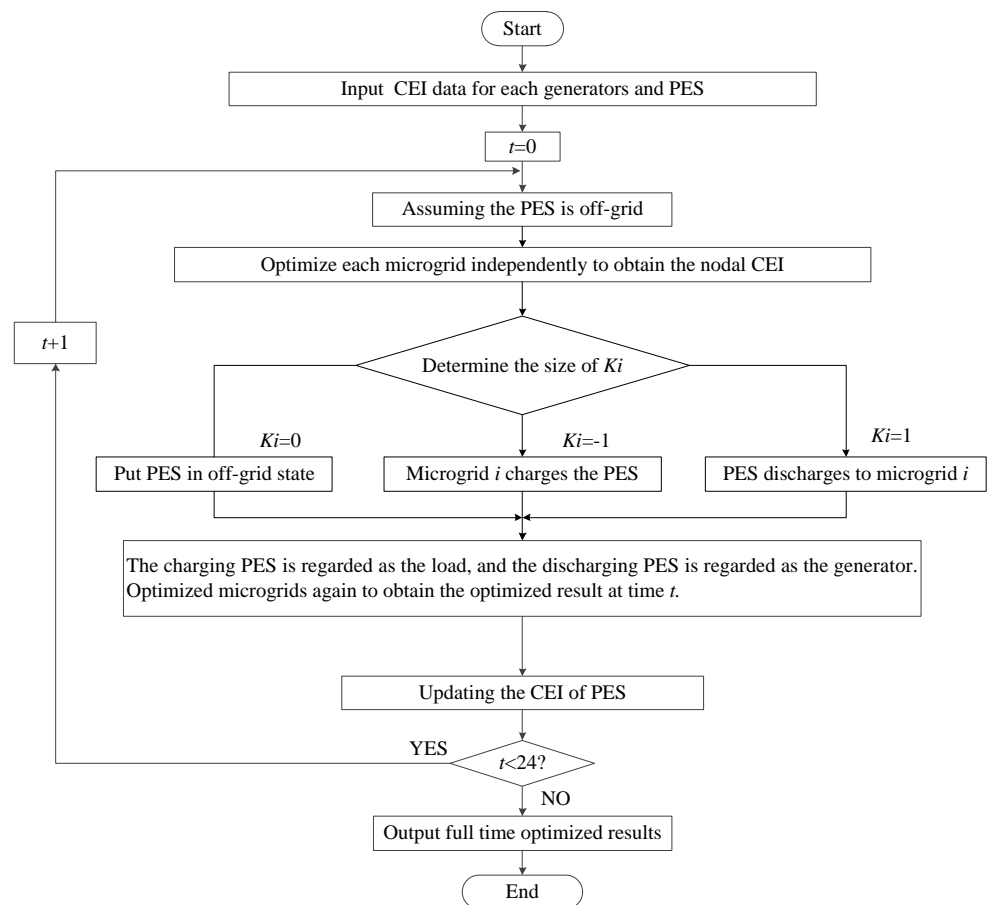 Start
Input CEI data for each generators and PES
t=0
Assuming the PES is off-grid
Optimize each microgrid independently to obtain the nodal CEI
t+1
Determine the size of Ki
Ki=0
Ki=-1
Ki=1
Put PES in off-grid state
Microgrid i charges the PES
PES discharges to microgrid i
The charging PES is regarded as the load, and the discharging PES is regarded as the generator.
Optimized microgrids again to obtain the optimized result at time t.
Updating the CEI of PES
YES
t<24?
NO
Output full time optimized results
End